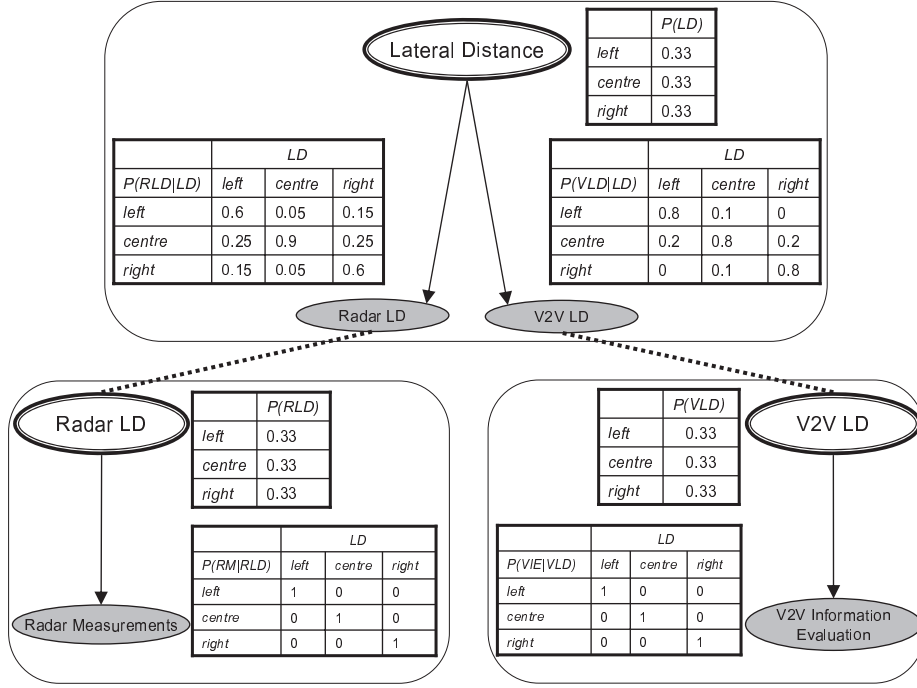 Lateral Distance
P(LD)
left 0.33
centre 0.33
right 0.33
LD
P(RLD|LD) left centre right
left 0.6 0.05 0.15
centre 0.25 0.9 0.25
right 0.15 0.05 0.6
LD
P(VLD|LD) left centre right
left 0.8 0.1 0
centre 0.2 0.8 0.2
right 0 0.1 0.8
Radar LD
V2V LD
Radar LD
P(RLD)
left 0.33
centre 0.33
right 0.33
LD
P(RM|RLD) left centre right
left 1 0 0
centre 0 1 0
right 0 0 1
Radar Measurements
P(VLD)
left 0.33
centre 0.33
right 0.33
V2V LD
LD
P(VIE|VLD) left centre right
left 1 0 0
centre 0 1 0
right 0 0 1
V2V Information
Evaluation